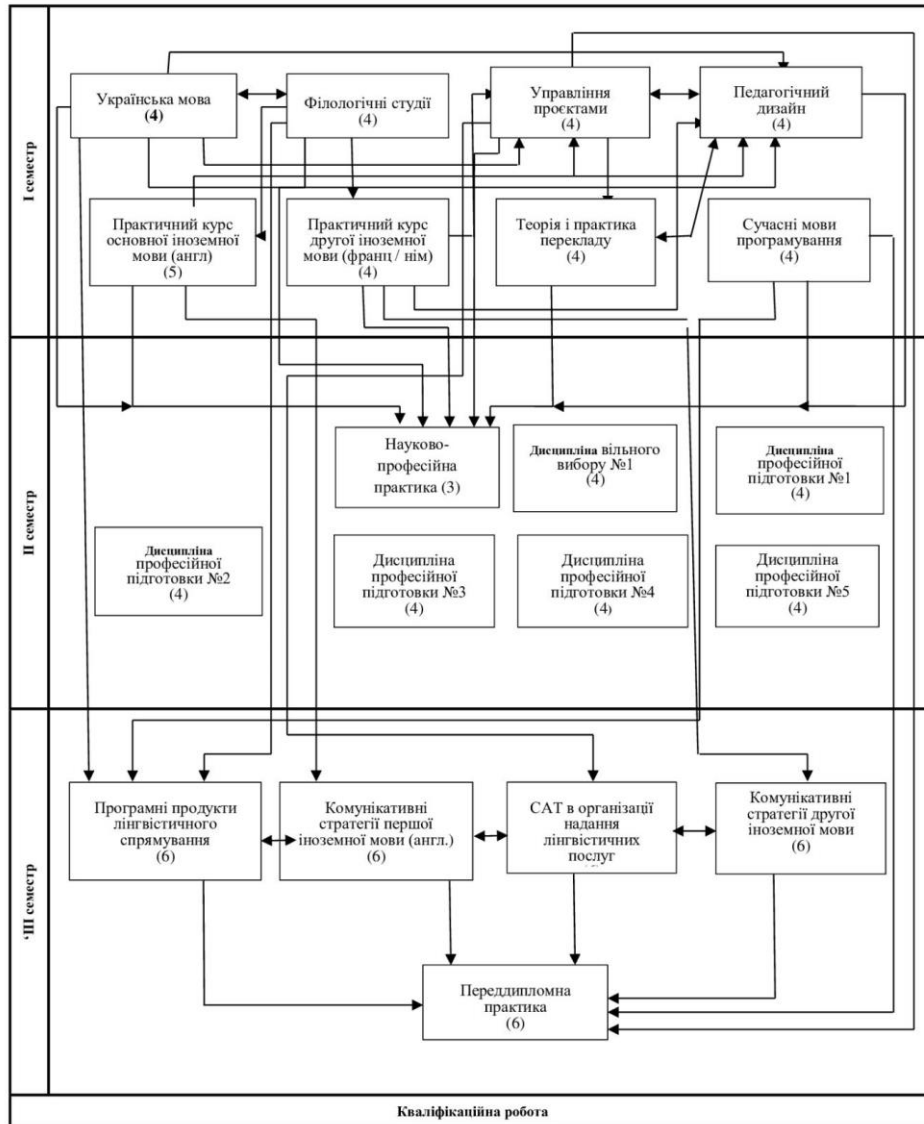 I семестр
Українська мова
(4)
Філологічні студії
(4)
Управління
проєктами
(4)
Педагогічний
дизайн
(4)
Практичний курс
основної іноземної
мови (англ)
(5)
Практичний курс
другої іноземної
мови (франц / нім)
(4)
Теорія і практика
перекладу
(4)
Сучасні мови
програмування
(4)
II семестр
Науково-
професійна
практика (3)
Дисципліна вільного
вибору №1
(4)
Дисципліна
професійної
підготовки №1
(4)
Дисципліна
професійної
підготовки №2
(4)
Дисципліна
професійної
підготовки №3
(4)
Дисципліна
професійної
підготовки №4
(4)
Дисципліна
професійної
підготовки №5
(4)
'III семестр
Програмні продукти
лінгвістичного
спрямування
(6)
Комунікативні
стратегії першої
іноземної мови (англ.)
(6)
САТ в організації
надання
лінгвістичних
послуг
Комунікативні
стратегії другої
іноземної мови
(6)
Переддипломна
практика
(6)
Кваліфікаційна робота